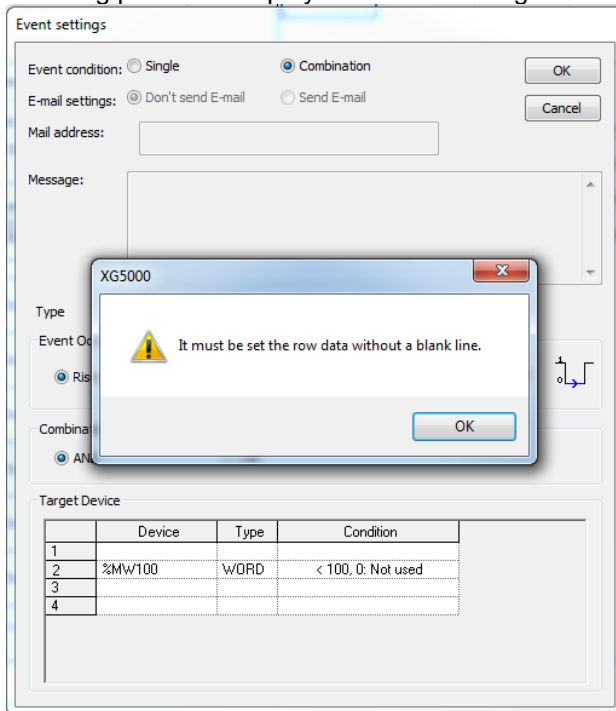 Event settings
Event condition: Single Combination OK
E-mail settings: Don't send E-mail Send E-mail Cancel
Mail address:
Message:
XG5000
It must be set the row data without a blank line.
OK
Type
Event
Combina
Target Device
Device Type Condition
1
2 %MW100 WORD < 100, 0: Not used
3
4